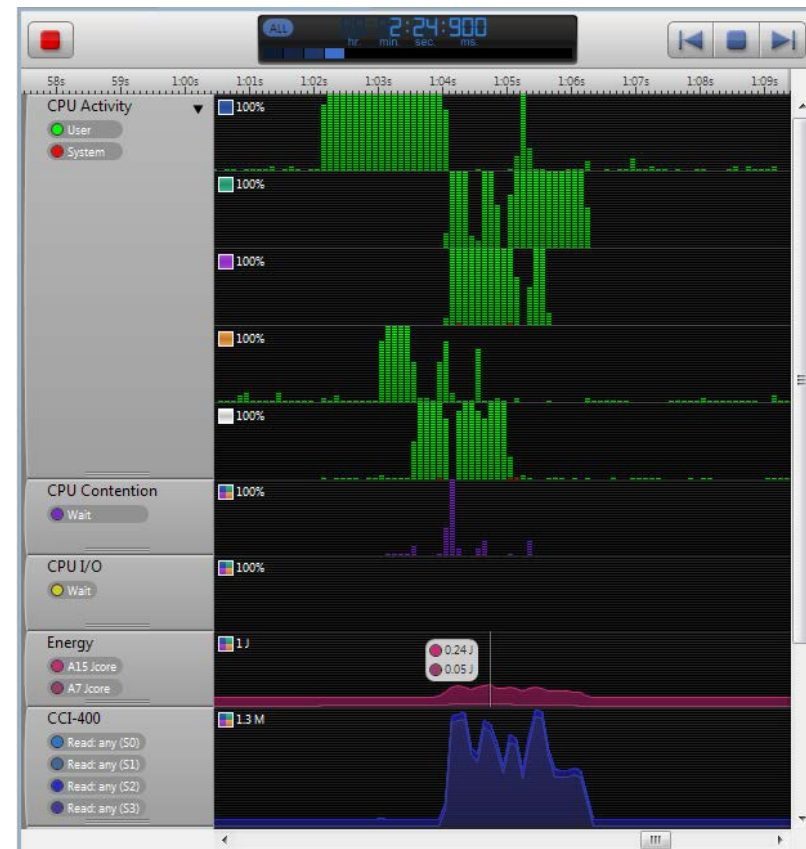 ALL 2:24:900
hr. min. sec. ms.
58s 59s 1:00s 1:01s 1:02s 1:03s 1:04s 1:05s 1:06s 1:07s 1:08s 1:09s
CPU Activity
100%
User
System
100%
100%
100%
100%
CPU Contention
100%
Wait
CPU I/O
100%
Wait
Energy
1 J
0.24 J
A15 Jcore
0.05 J
A7 Jcore
CCI-400
1.3 M
Read: any (S0)
Read: any (S1)
Read: any (S2)
Read: any (S3)